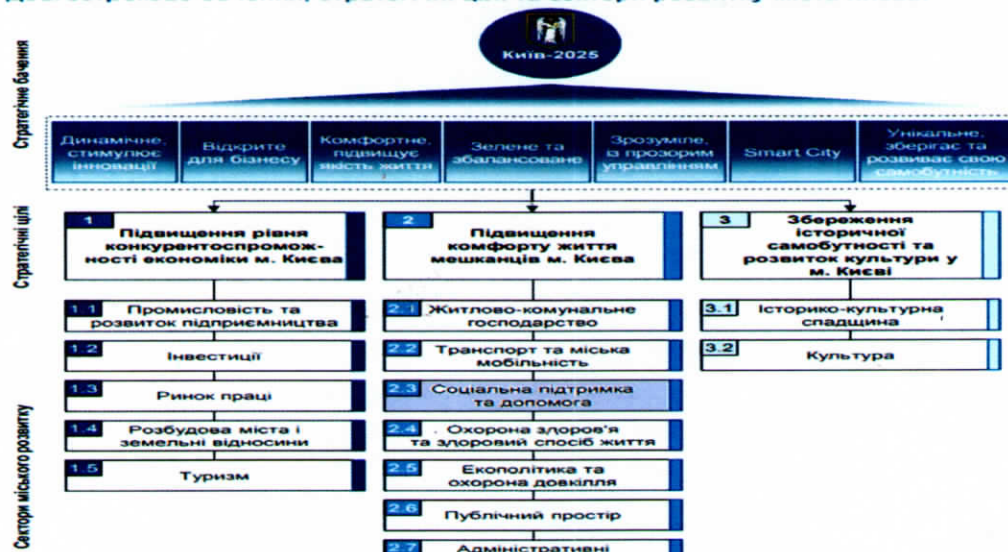 Київ-2025
Стратегічне бачення
Динамічне,
стимулює
інновації
Відкрите
для бізнесу
Комфортне,
підвищує
якість життя
Зелене та
збалансоване
Зрозуміле,
із прозорим
управлінням
Smart City
Унікальне,
зберігає та
розвиває свою
самобутність
Стратегічні цілі
1
Підвищення рівня
конкурентоспромож-
ності економіки м. Києва
2
Підвищення
комфорту життя
мешканців м. Києва
3
Збереження
історичної
самобутності та
розвиток культури у
м. Києві
Сектори міського розвитку
1.1
Промисловість та
розвиток підприємництва
1.2
Інвестиції
1.3
Ринок праці
1.4
Розбудова міста і
земельні відносини
1.5
Туризм
2.1
Житлово-комунальне
господарство
2.2
Транспорт та міська
мобільність
2.3
Соціальна підтримка
та допомога
2.4
Охорона здоров'я
та здоровий спосіб життя
2.5
Екополітика та
охорона довкілля
2.6
Публічний простір
2.7
Адміністративні
3.1
Історико-культурна
спадщина
3.2
Культура